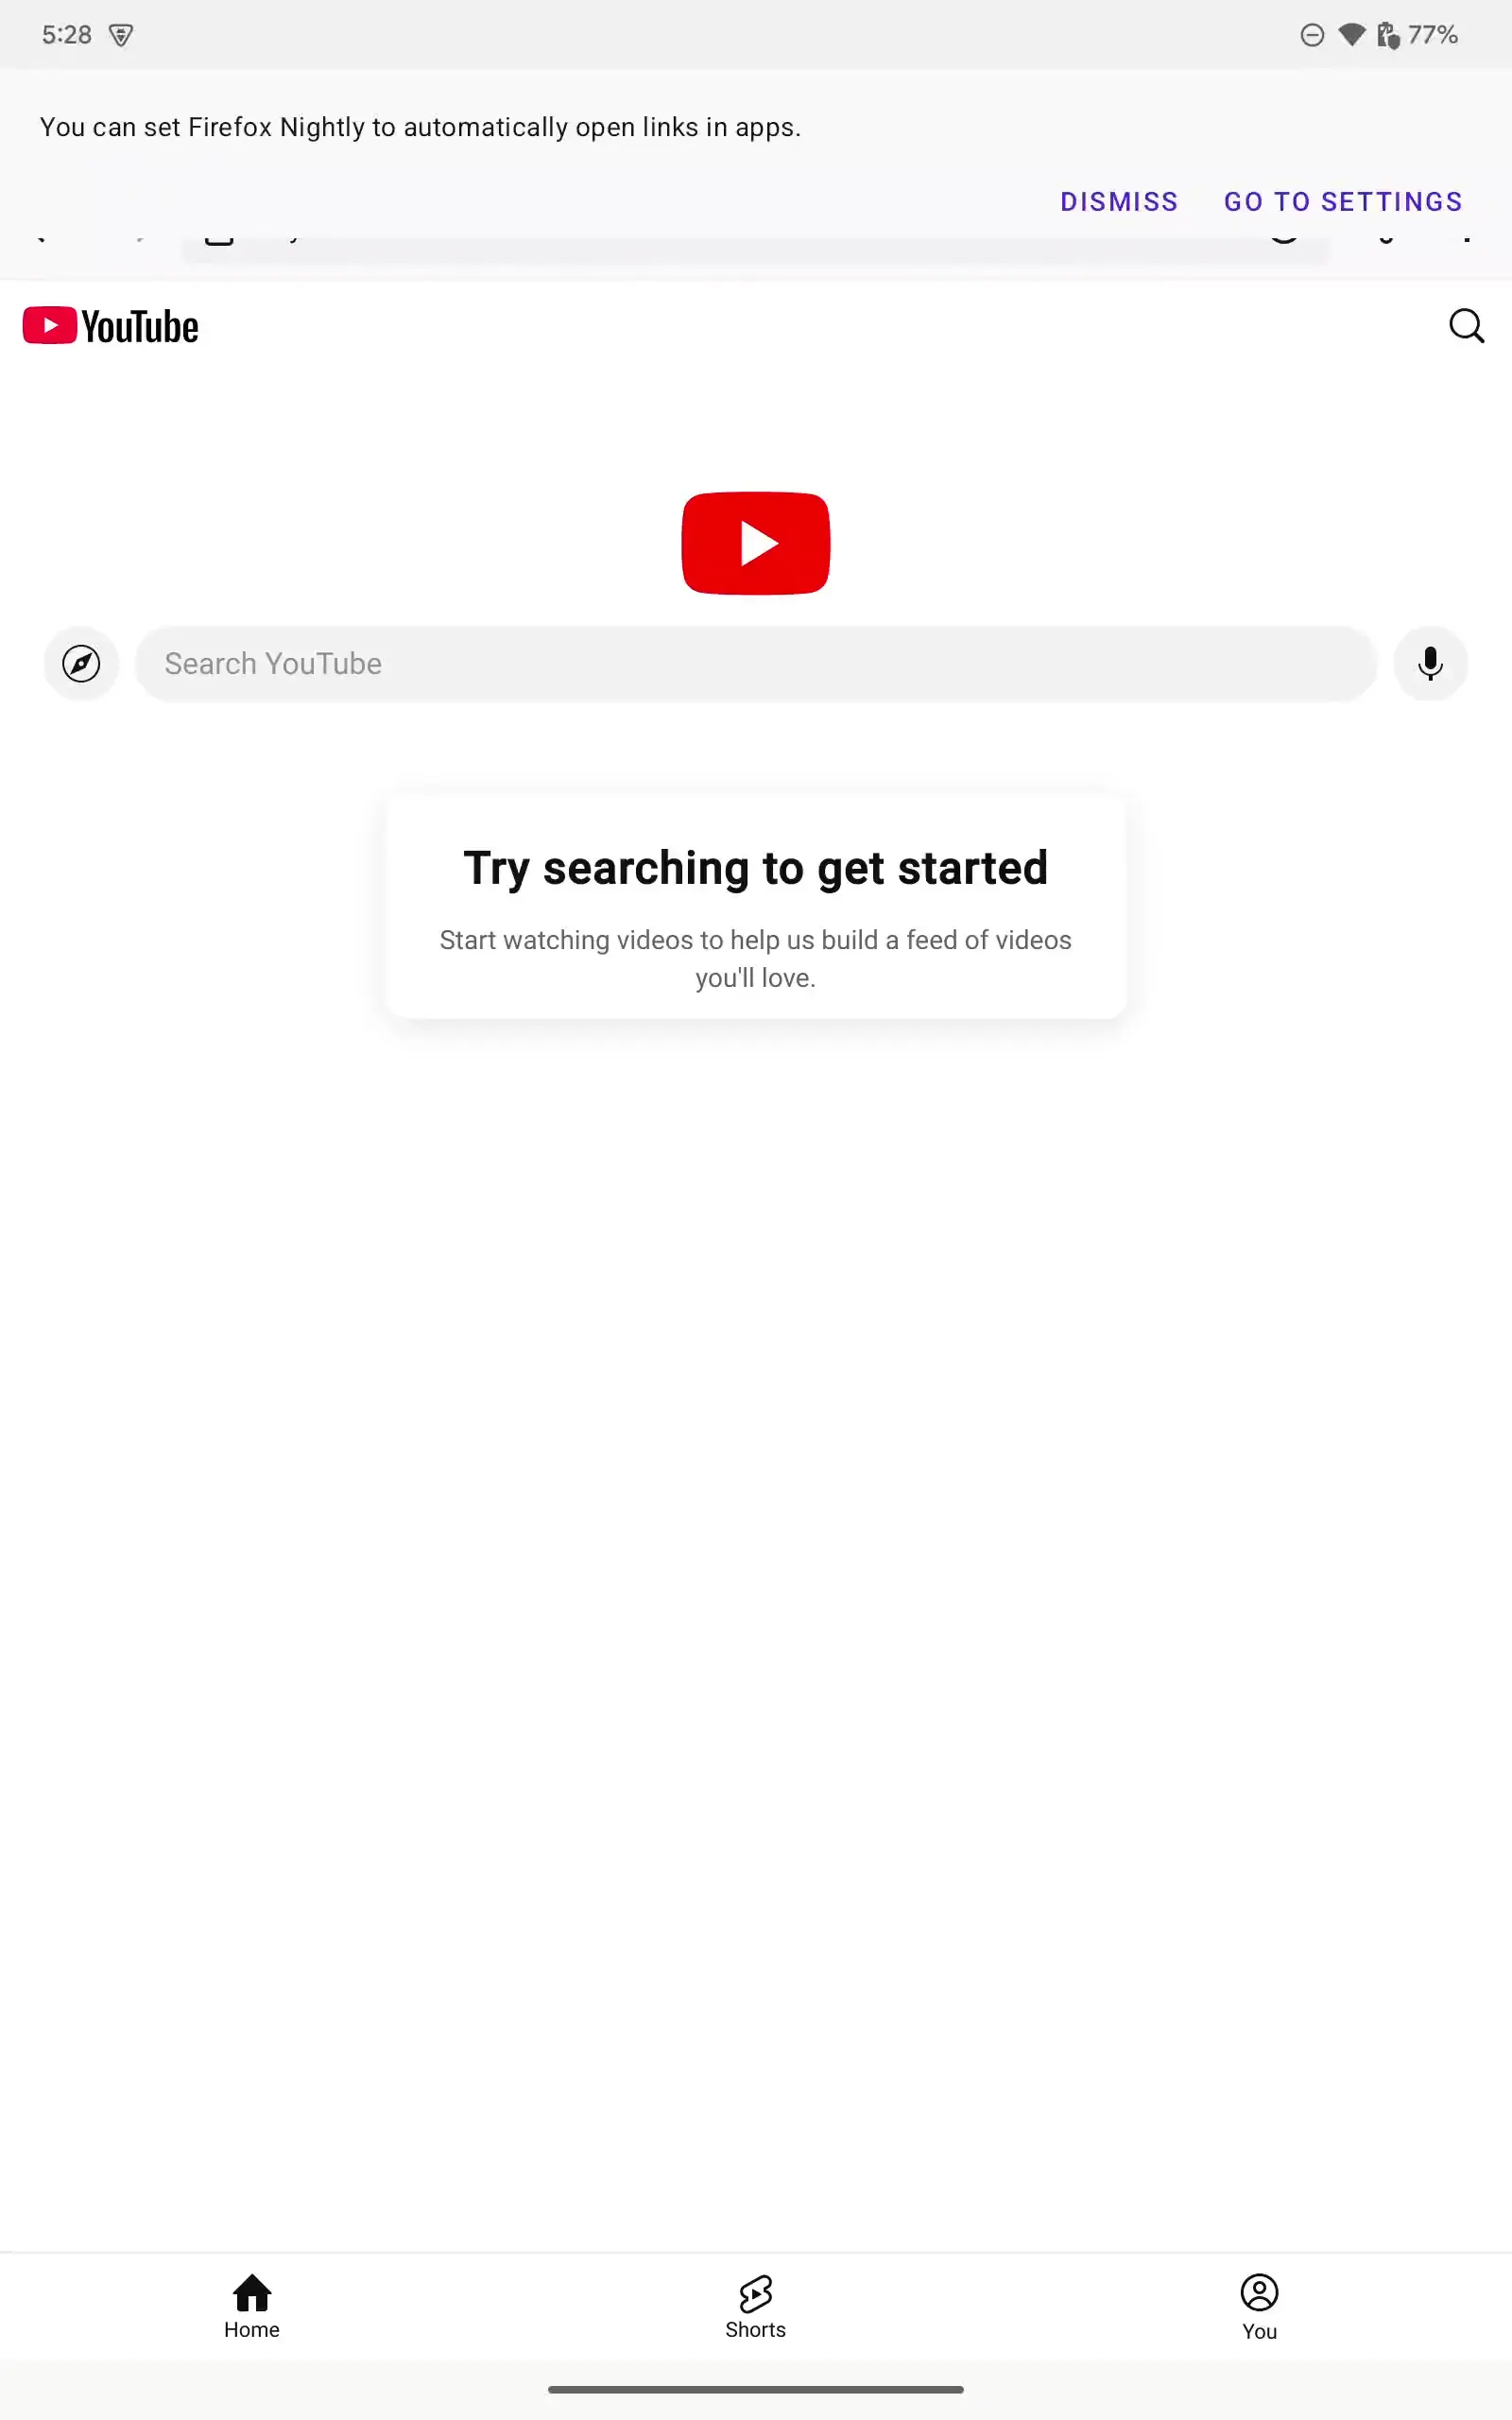 5:28
77%
You can set Firefox Nightly to automatically open links in apps.
DISMISS GO TO SETTINGS
YouTube
Search YouTube
Try searching to get started
Start watching videos to help us build a feed of videos
you'll love.
Home
Shorts
You